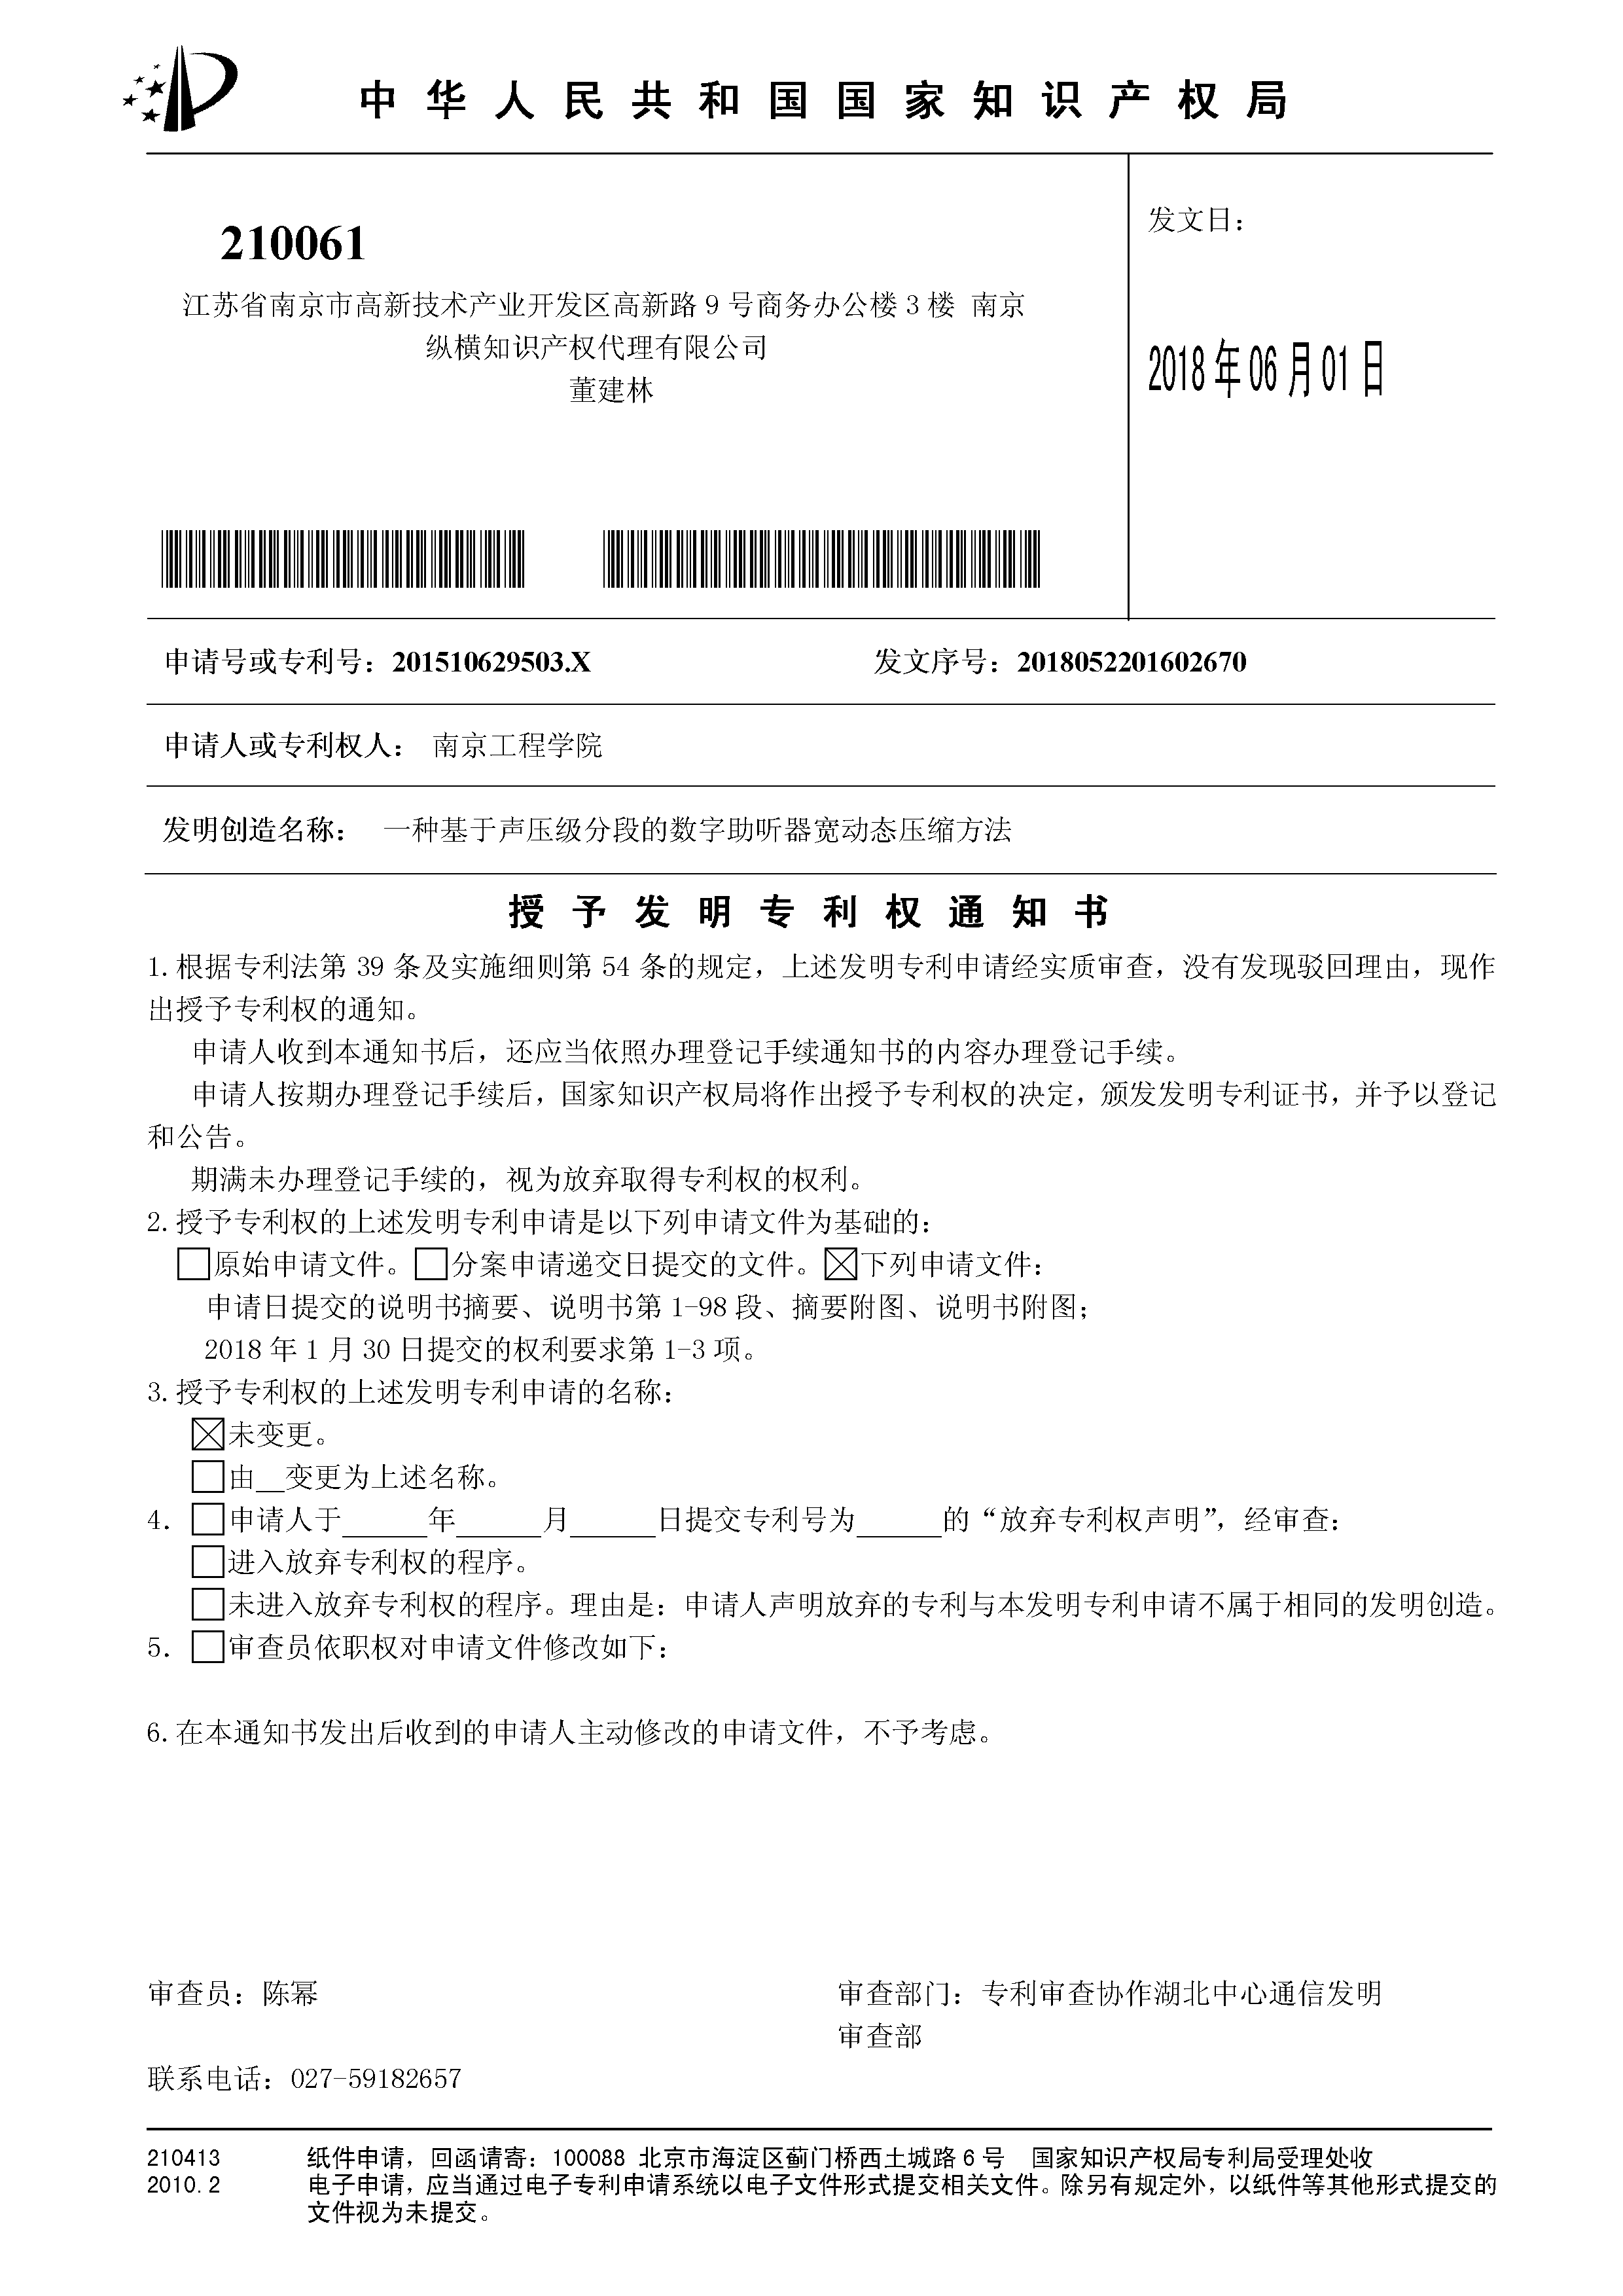 中华人民共和国国家知识产权局
210061
江苏省南京市高新技术产业开发区高新路 9 号商务办公楼 3 楼 南京
纵横知识产权代理有限公司
董建林
发文日：
2018 年 06 月 01 日
申请号或专利号：201510629503.X 发文序号：2018052201602670
申请人或专利权人： 南京工程学院
发明创造名称： 一种基于声压级分段的数字助听器宽动态压缩方法
授予发明专利权通知书
1.根据专利法第 39 条及实施细则第 54 条的规定，上述发明专利申请经实质审查，没有发现驳回理由，现作
出授予专利权的通知。
申请人收到本通知书后，还应当依照办理登记手续通知书的内容办理登记手续。
申请人按期办理登记手续后，国家知识产权局将作出授予专利权的决定，颁发发明专利证书，并予以登记
和公告。
期满未办理登记手续的，视为放弃取得专利权的权利。
2.授予专利权的上述发明专利申请是以下列申请文件为基础的：
□原始申请文件。□分案申请递交日提交的文件。☒下列申请文件：
申请日提交的说明书摘要、说明书第 1-98 段、摘要附图、说明书附图；
2018 年 1 月 30 日提交的权利要求第 1-3 项。
3.授予专利权的上述发明专利申请的名称：
☒未变更。
□由__变更为上述名称。
4. □申请人于______年______月______日提交专利号为______的“放弃专利权声明”，经审查：
□进入放弃专利权的程序。
□未进入放弃专利权的程序。理由是：申请人声明放弃的专利与本发明专利申请不属于相同的发明创造。
5. □审查员依职权对申请文件修改如下：
6.在本通知书发出后收到的申请人主动修改的申请文件，不予考虑。
审查员：陈幂
审查部门：专利审查协作湖北中心通信发明
审查部
联系电话：027-59182657
210413 纸件申请，回函请寄：100088 北京市海淀区蓟门桥西土城路 6 号 国家知识产权局专利局受理处收
2010.2 电子申请，应当通过电子专利申请系统以电子文件形式提交相关文件。除另有规定外，以纸件等其他形式提交的
文件视为未提交。